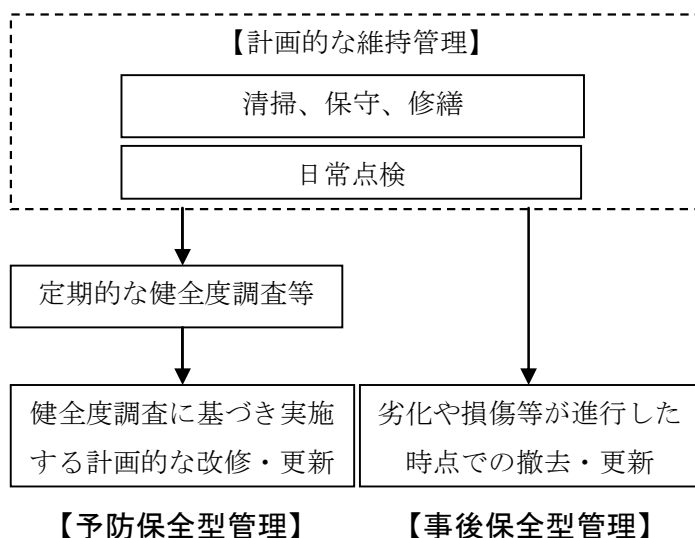 【計画的な維持管理】
清掃、保守、修繕
日常点検
定期的な健全度調査等
健全度調査に基づき実施
する計画的な改修・更新
劣化や損傷等が進行した
時点での撤去・更新
【予防保全型管理】
【事後保全型管理】